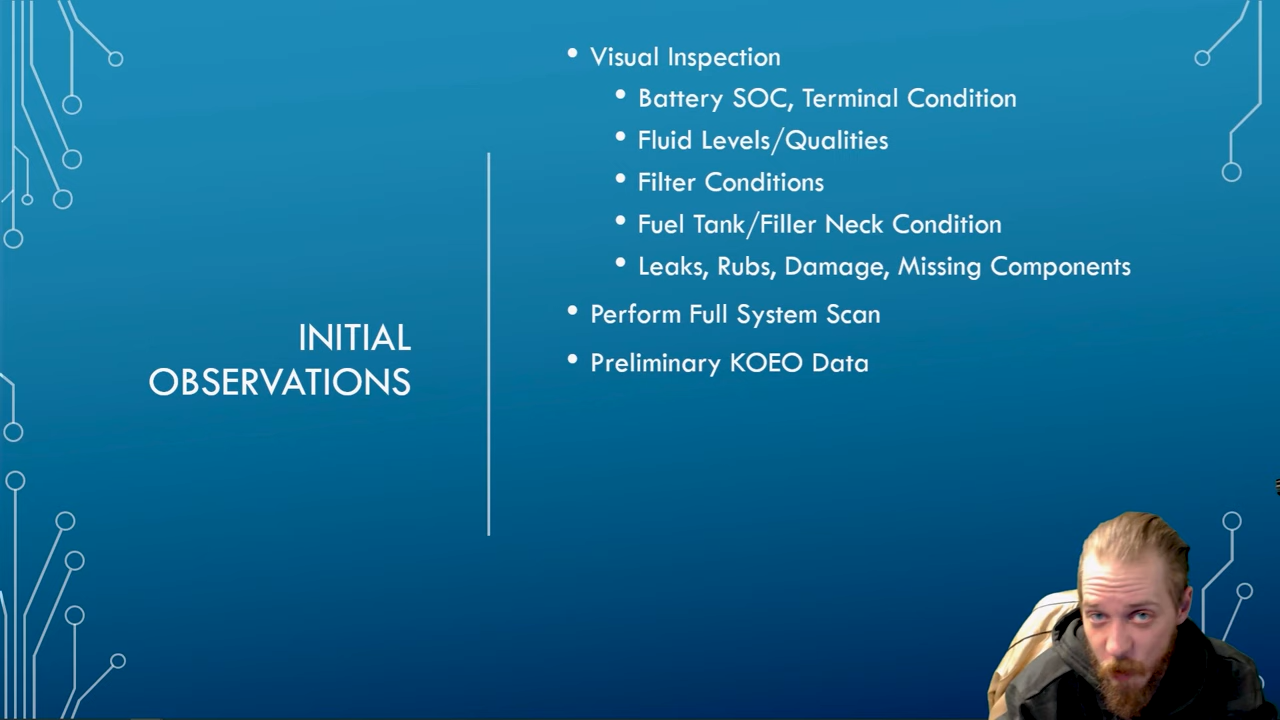 INITIAL
OBSERVATIONS
• Visual Inspection
• Battery SOC, Terminal Condition
• Fluid Levels/Qualities
• Filter Conditions
• Fuel Tank/Filler Neck Condition
• Leaks, Rubs, Damage, Missing Components
• Perform Full System Scan
• Preliminary KOEO Data